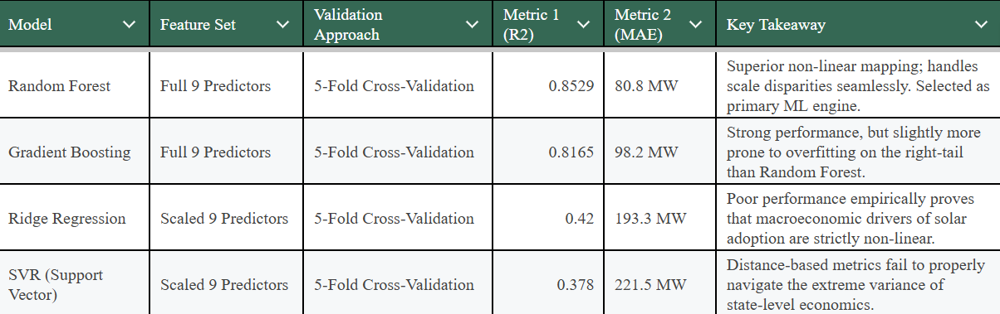 Model
Feature Set
Validation
Approach
Metric 1
(R2)
Metric 2
(MAE)
Key Takeaway
Random Forest
Full 9 Predictors
5-Fold Cross-Validation
0.8529
80.8 MW
Superior non-linear mapping; handles
scale disparities seamlessly. Selected as
primary ML engine.
Gradient Boosting
Full 9 Predictors
5-Fold Cross-Validation
0.8165
98.2 MW
Strong performance, but slightly more
prone to overfitting on the right-tail
than Random Forest.
Ridge Regression
Scaled 9 Predictors
5-Fold Cross-Validation
0.42
193.3 MW
Poor performance empirically proves
that macroeconomic drivers of solar
adoption are strictly non-linear.
SVR (Support
Vector)
Scaled 9 Predictors
5-Fold Cross-Validation
0.378
221.5 MW
Distance-based metrics fail to properly
navigate the extreme variance of
state-level economics.